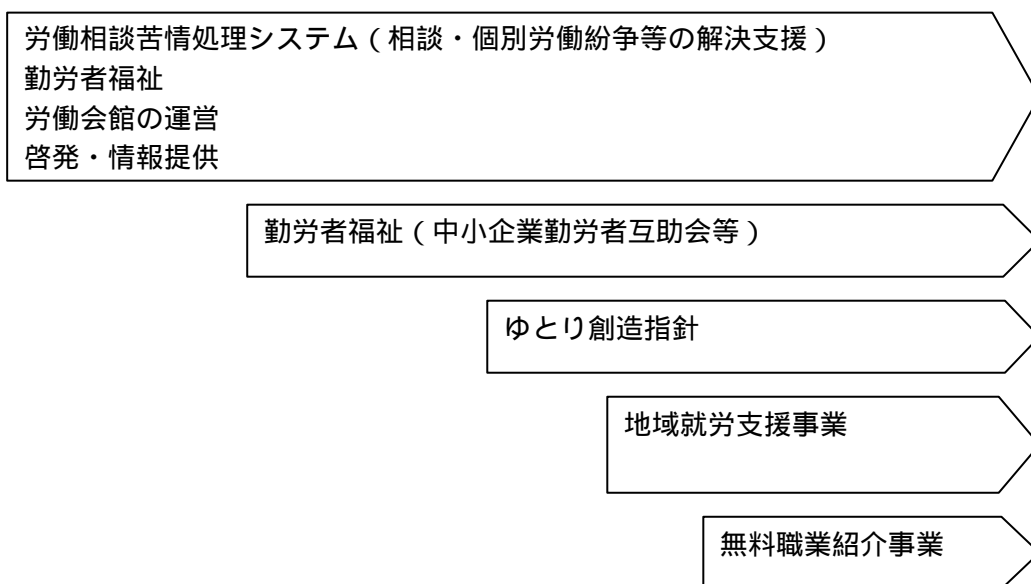 労働相談苦情処理システム(相談・個別労働紛争等の解決支援)
勤労者福祉
労働会館の運営
啓発・情報提供
勤労者福祉(中小企業勤労者互助会等)
ゆとり創造指針
地域就労支援事業
無料職業紹介事業